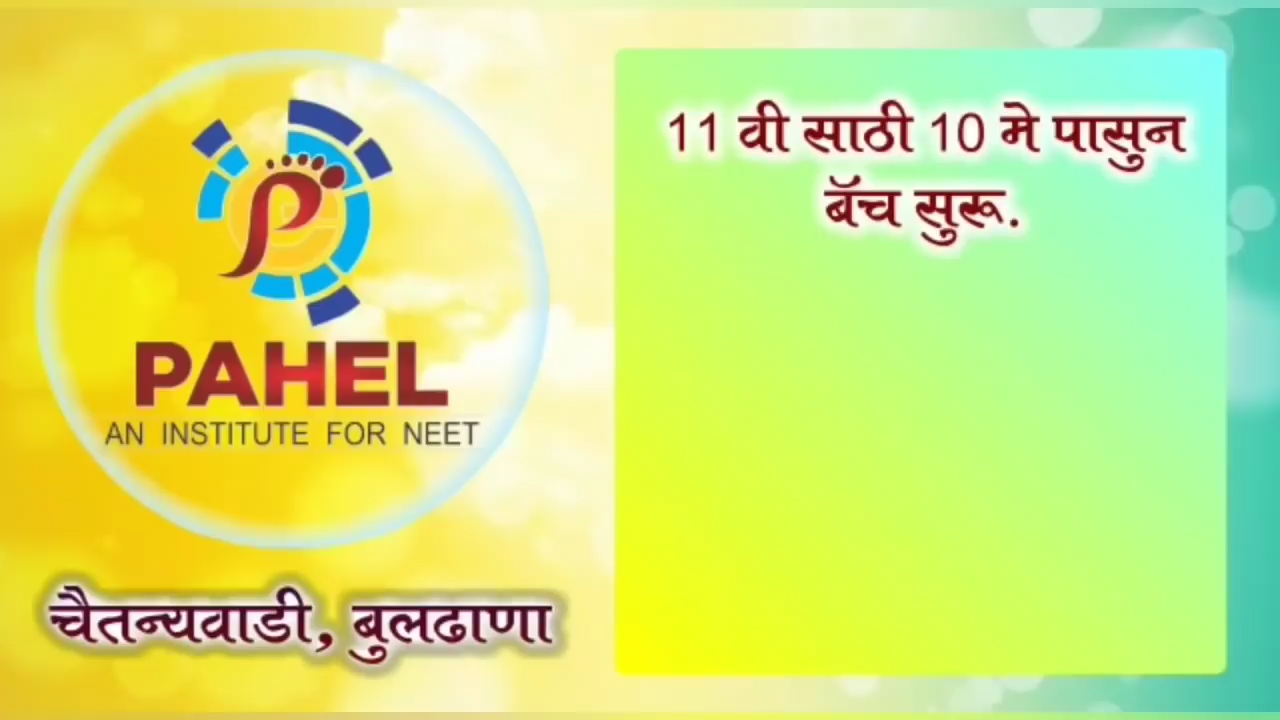 PAHEL
AN INSTITUTE FOR NEET
चैतन्यवाडी, बुलढाणा
11 वी साठी 10 मे पासुन
बॅच सुरू.